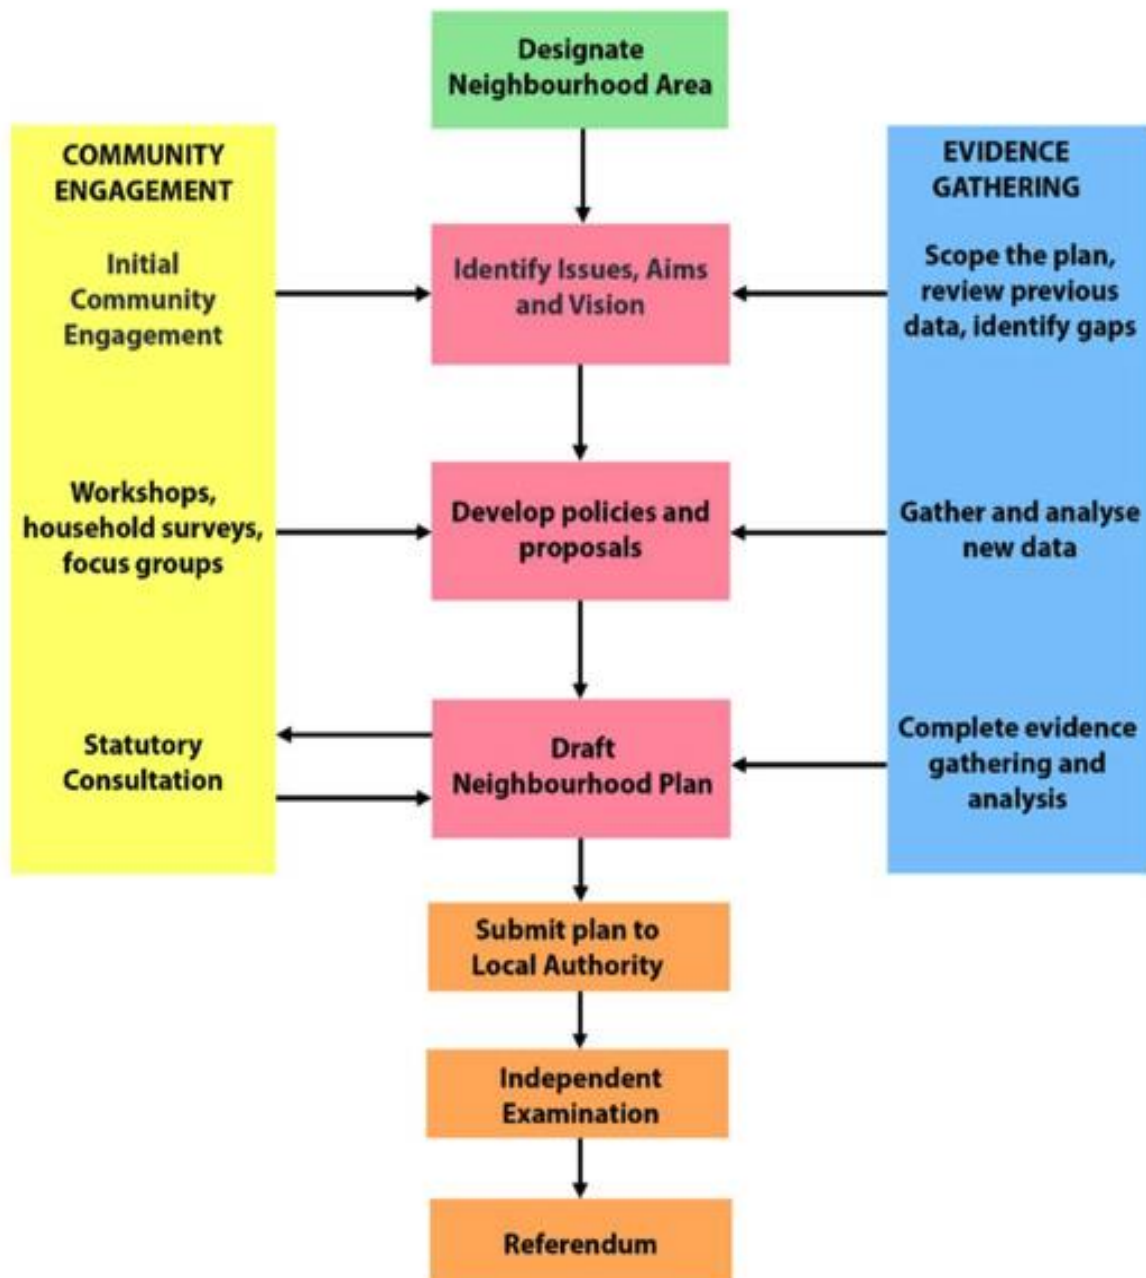 Designate
Neighbourhood Area
COMMUNITY
ENGAGEMENT
EVIDENCE
GATHERING
Initial
Community
Engagement
Identify Issues, Aims
and Vision
Scope the plan,
review previous
data, identify gaps
Workshops,
household surveys,
focus groups
Develop policies and
proposals
Gather and analyse
new data
Statutory
Consultation
Draft
Neighbourhood Plan
Complete evidence
gathering and
analysis
Submit plan to
Local Authority
Independent
Examination
Referendum